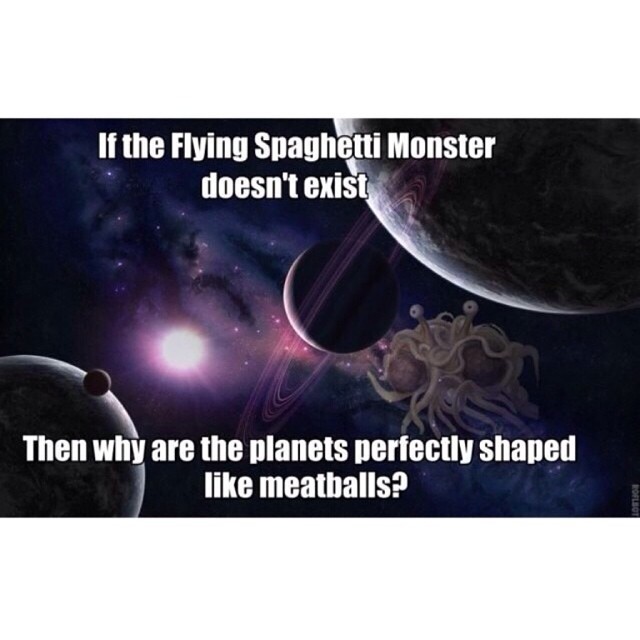 If the Flying Spaghetti Monster
doesn't exist
Then why are the planets perfectly shaped
like meatballs?